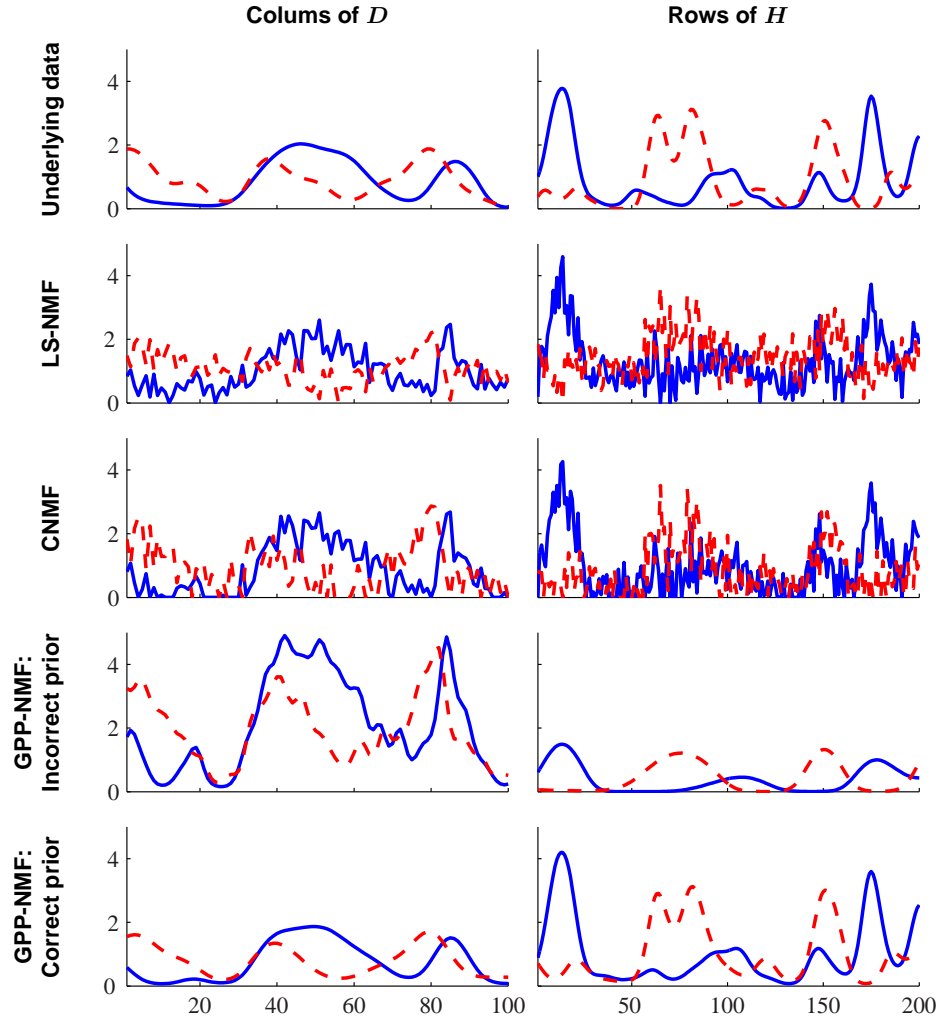 Colums of D
Rows of H
Underlying data
4
2
0
LS-NMF
4
2
0
CNMF
4
2
0
GPP-NMF:
Incorrect prior
4
2
0
GPP-NMF:
Correct prior
4
2
0
20
40
60
80
100
50
100
150
200